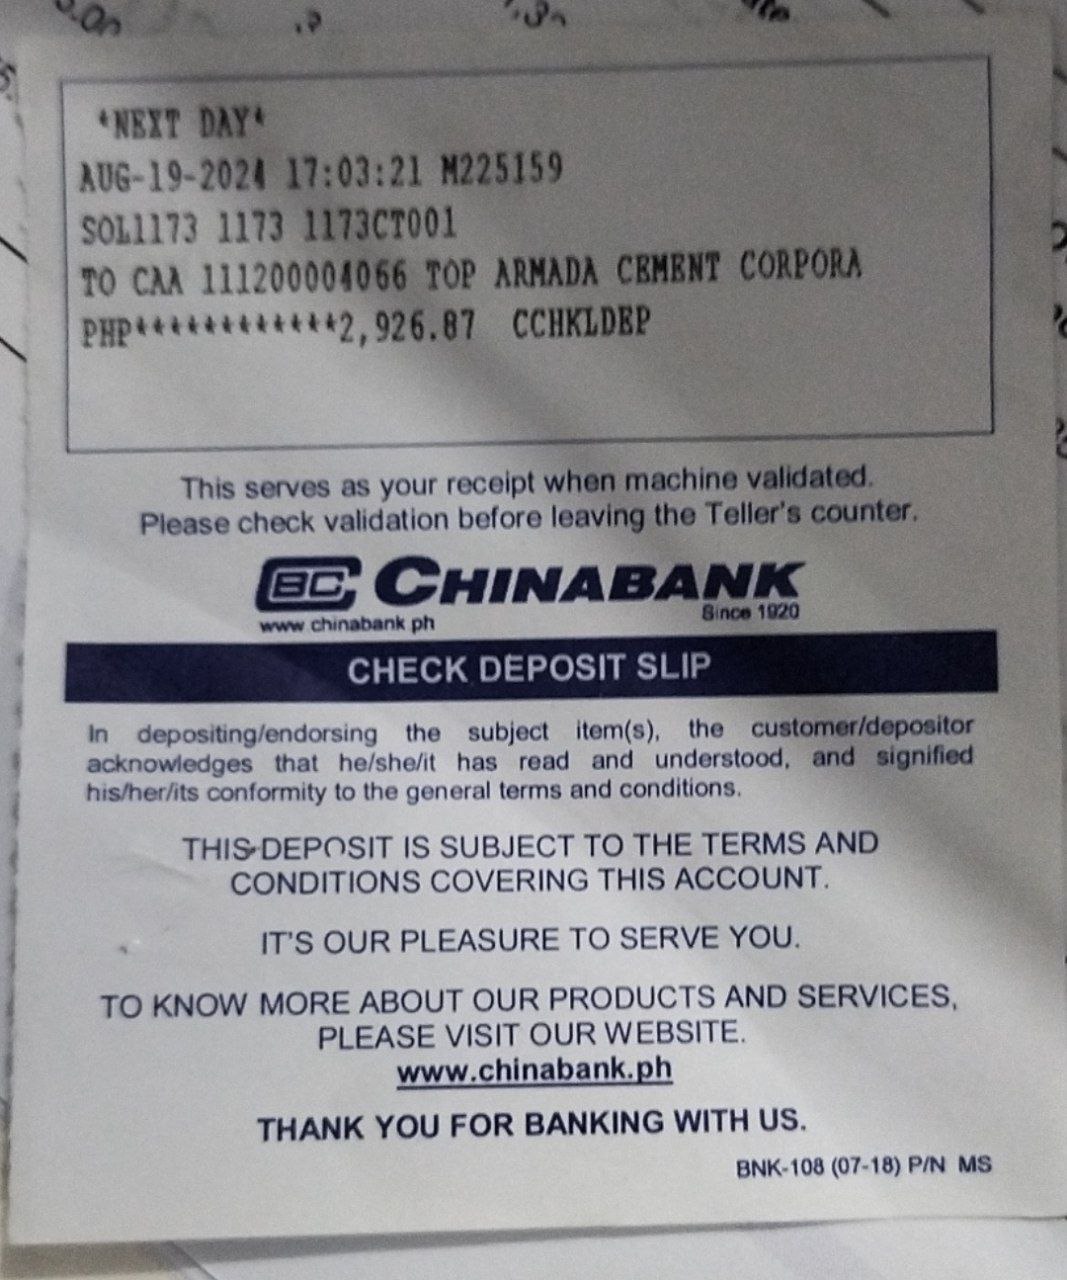 *NEXT DAY*
AUG-19-2024 17:03:21 M225159
SOL1173 1173 1173CT001
TO CAA 111200004066 TOP ARMADA CEMENT CORPORA
PHP************2,926.87 CCHKLDEP
This serves as your receipt when machine validated.
Please check validation before leaving the Teller's counter.
BC CHINABANK
www chinabank ph Since 1920
CHECK DEPOSIT SLIP
In depositing/endorsing the subject item(s), the customer/depositor
acknowledges that he/she/it has read and understood, and signified
his/her/its conformity to the general terms and conditions.
THIS DEPOSIT IS SUBJECT TO THE TERMS AND
CONDITIONS COVERING THIS ACCOUNT.
IT'S OUR PLEASURE TO SERVE YOU.
TO KNOW MORE ABOUT OUR PRODUCTS AND SERVICES,
PLEASE VISIT OUR WEBSITE.
www.chinabank.ph
THANK YOU FOR BANKING WITH US.
BNK-108 (07-18) P/N MS